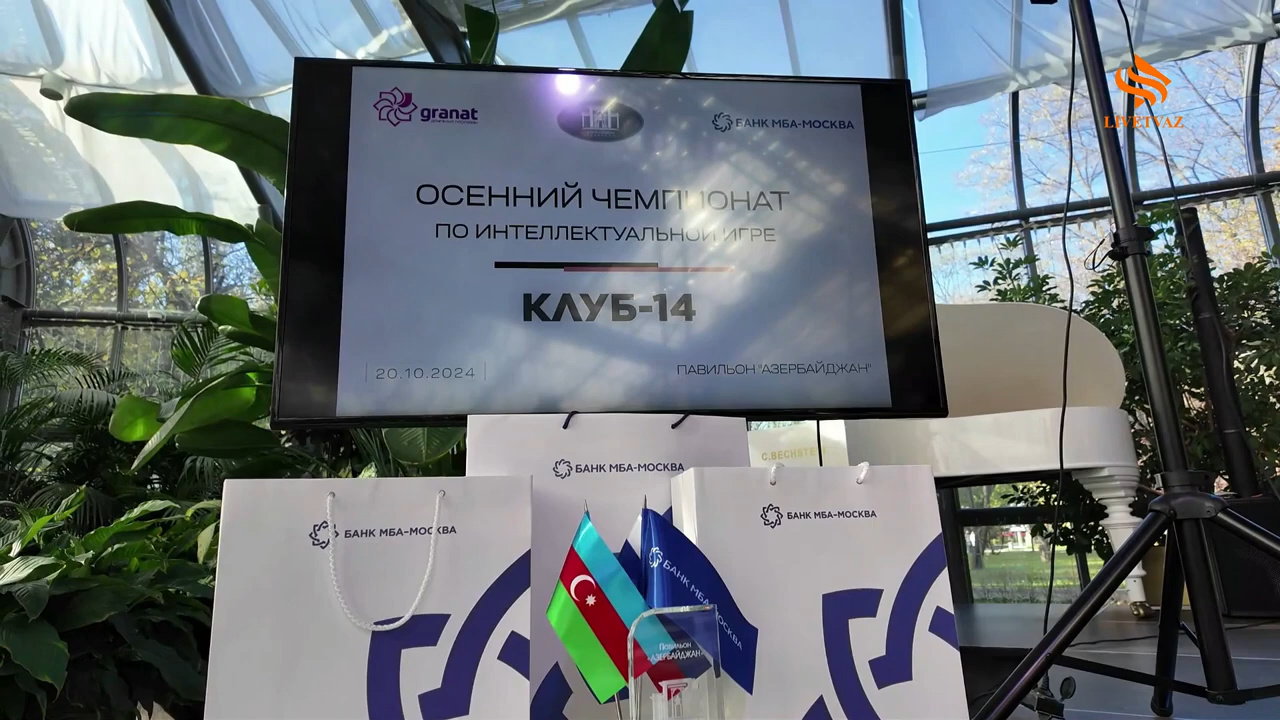 granat
БАНК МБА-МОСКВА
LIVETVAZ
ОСЕННИЙ ЧЕМПИОНАТ
ПО ИНТЕЛЛЕКТУАЛЬНОЙ ИГРЕ
КЛУБ-14
20.10.2024
ПАВИЛЬОН "АЗЕРБАЙДЖАН"
C.BECHSTE
БАНК МБА-МОСКВА
БАНК МБА-МОСКВА
БАНК МБА-МОСКВА
БАНК МБА-МОСКВА
Павильон
«АЗЕРБАЙДЖАН»